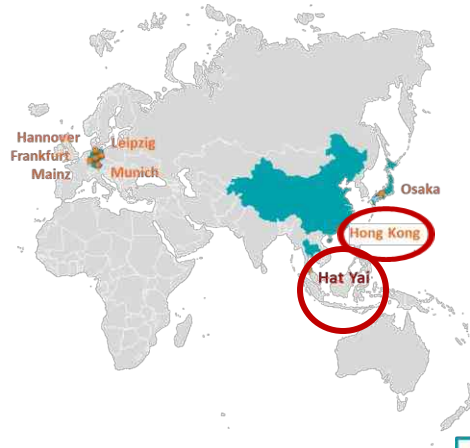 Hannover
Leipzig
Frankfurt
Mainz
Munich
Osaka
Hong Kong
Hat Yai